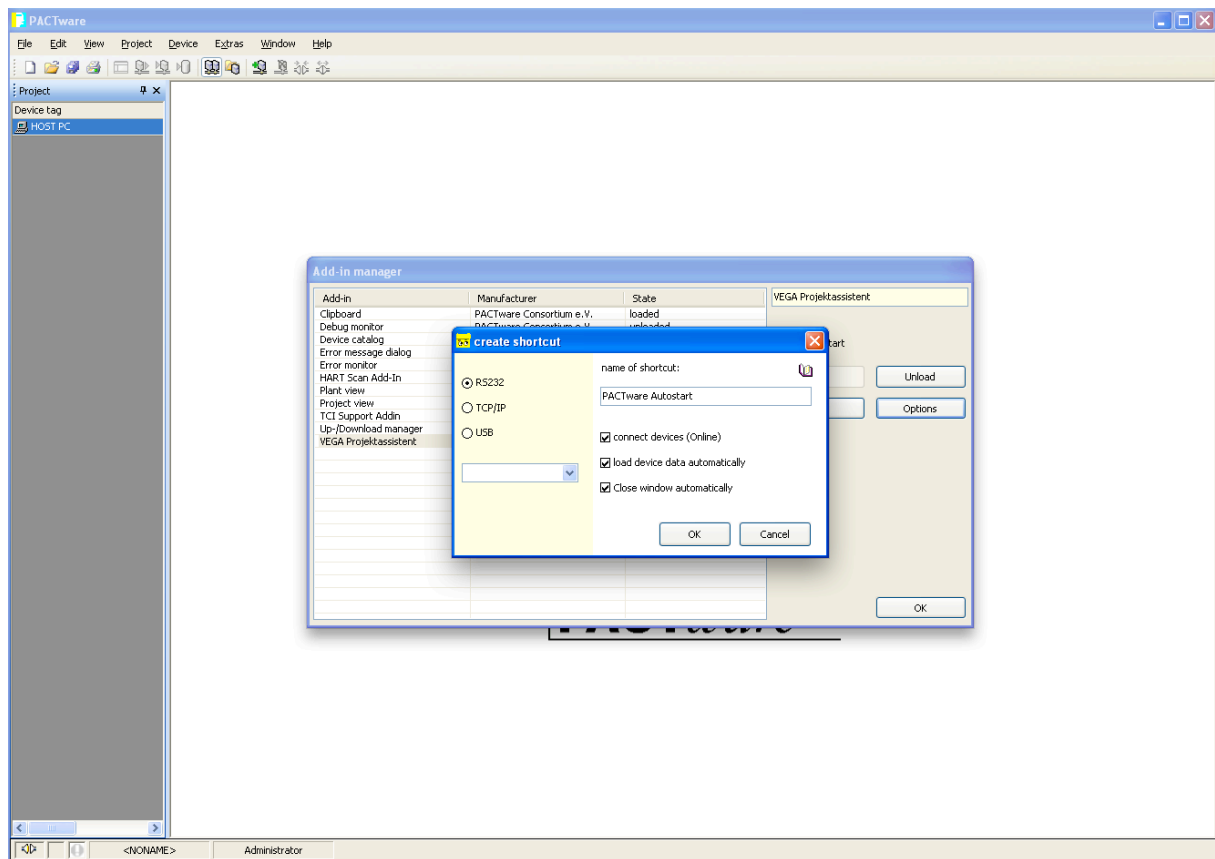 PACTware
File Edit View Project Device Extras Window Help
Project
Device tag
HOST PC
Add-in manager
Add-in Manufacturer State
Clipboard PACTware Consortium e.V. loaded
Debug monitor PACTware Consortium e.V. unloaded
Device catalog
Error message dialog
Error monitor
HART Scan Add-In
Plant view
Project view
TCI Support Addin
Up-/Download manager
VEGA Projektassistent
VEGA Projektassistent
Unload
Options
OK
create shortcut
RS232
TCP/IP
USB
name of shortcut:
PACTware Autostart
connect devices (Online)
load device data automatically
Close window automatically
OK Cancel
PACTware
<NONAME> Administrator